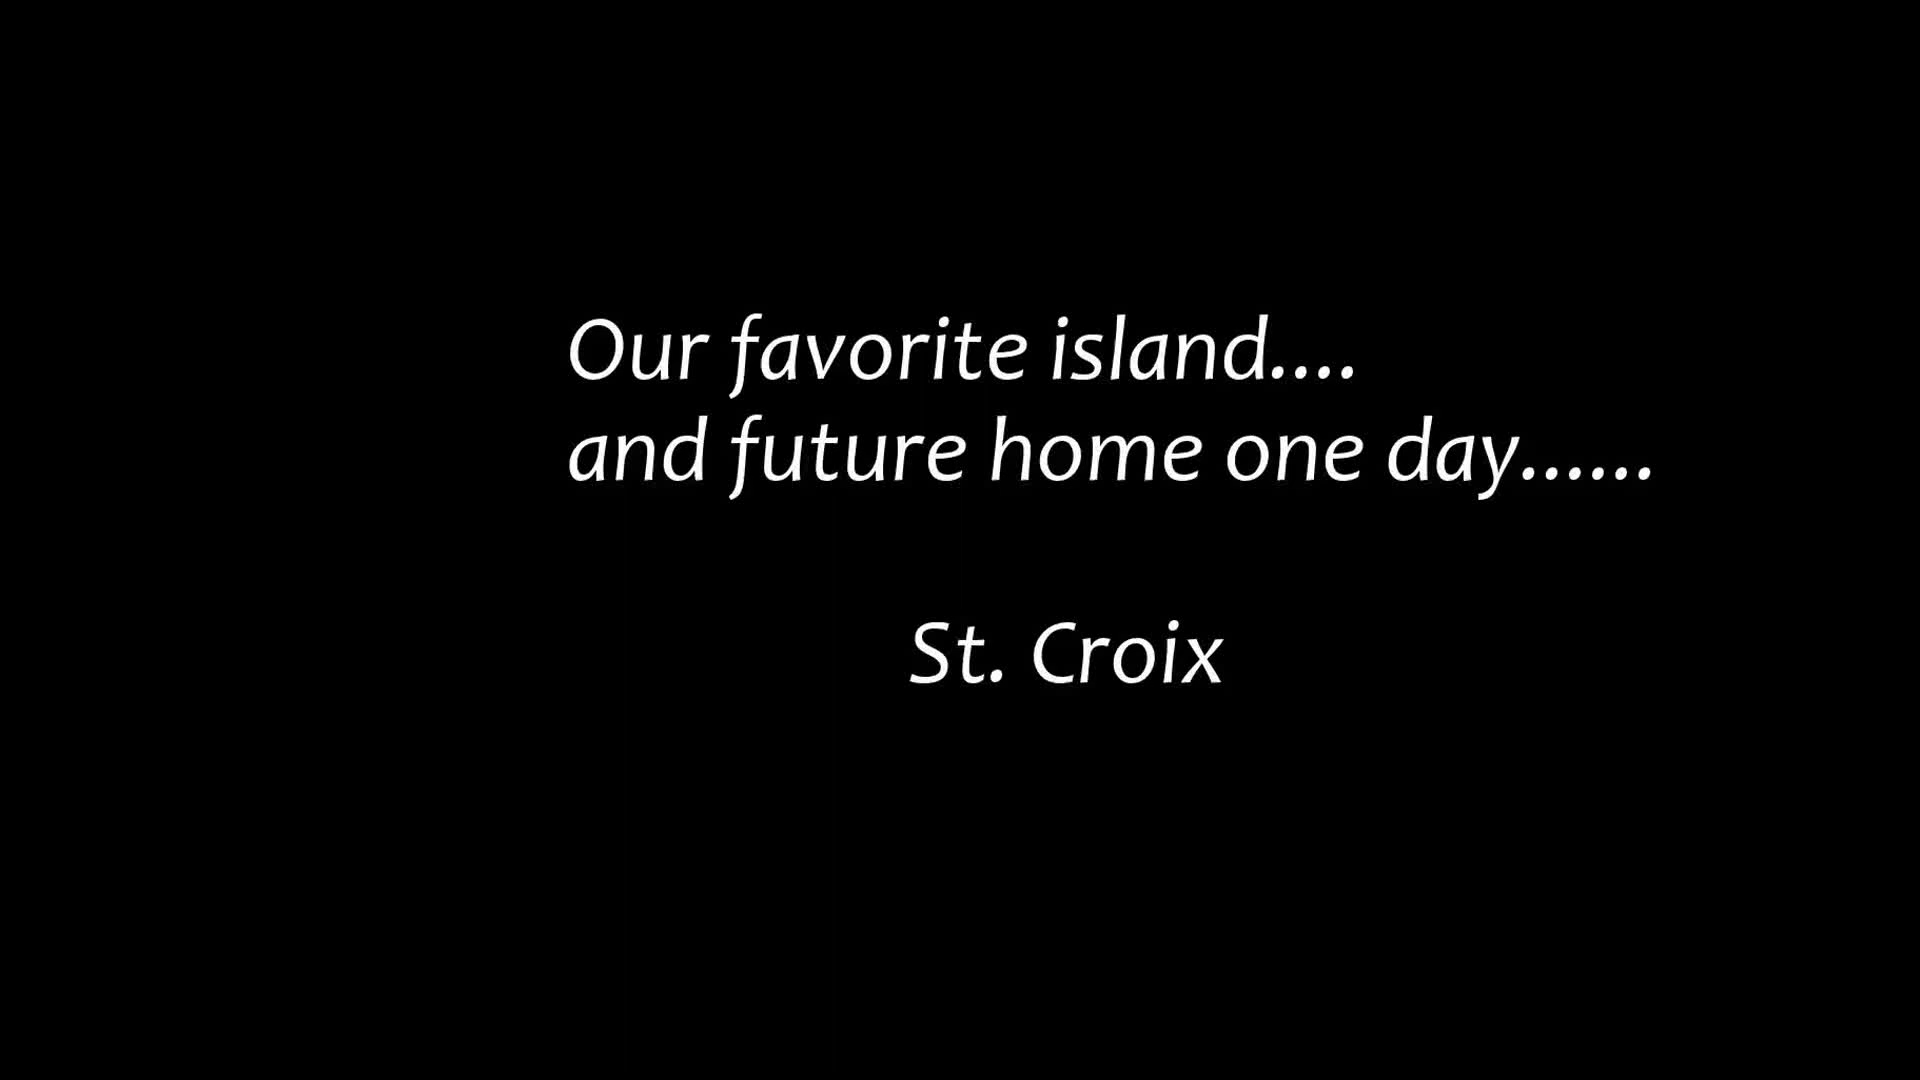 Our favorite island....
and future home one day......
St. Croix